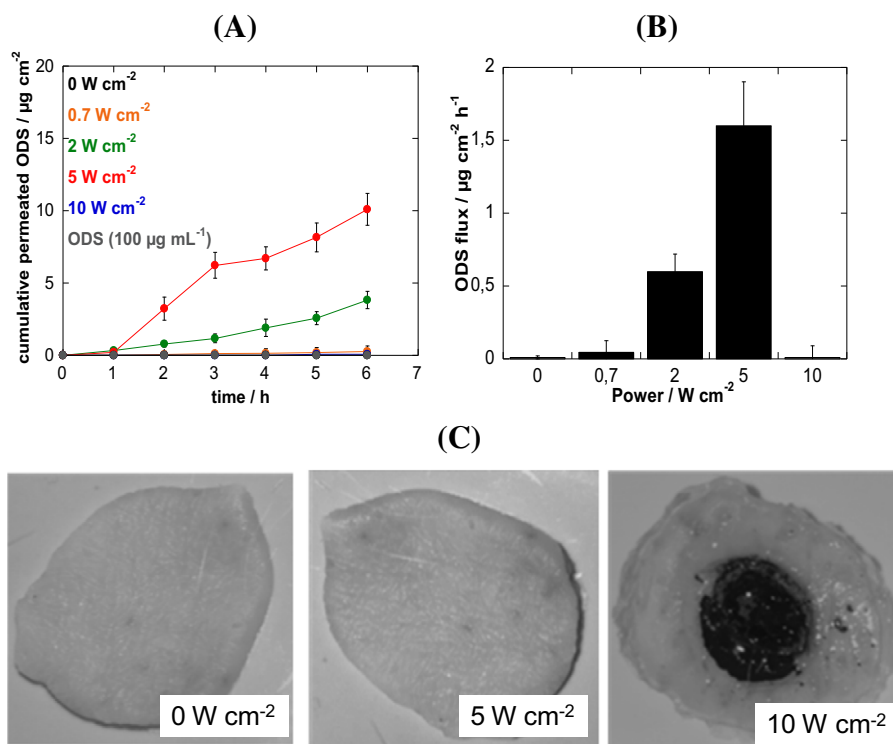 (A)
cumulative permeated ODS / µg cm⁻²
20
15
10
5
0
0 W cm⁻²
0.7 W cm⁻²
2 W cm⁻²
5 W cm⁻²
10 W cm⁻²
ODS (100 µg mL⁻¹)
0 1 2 3 4 5 6 7
time / h
(B)
ODS flux / µg cm⁻² h⁻¹
2
1,5
1
0,5
0
0 0,7 2 5 10
Power / W cm⁻²
(C)
0 W cm⁻²
5 W cm⁻²
10 W cm⁻²